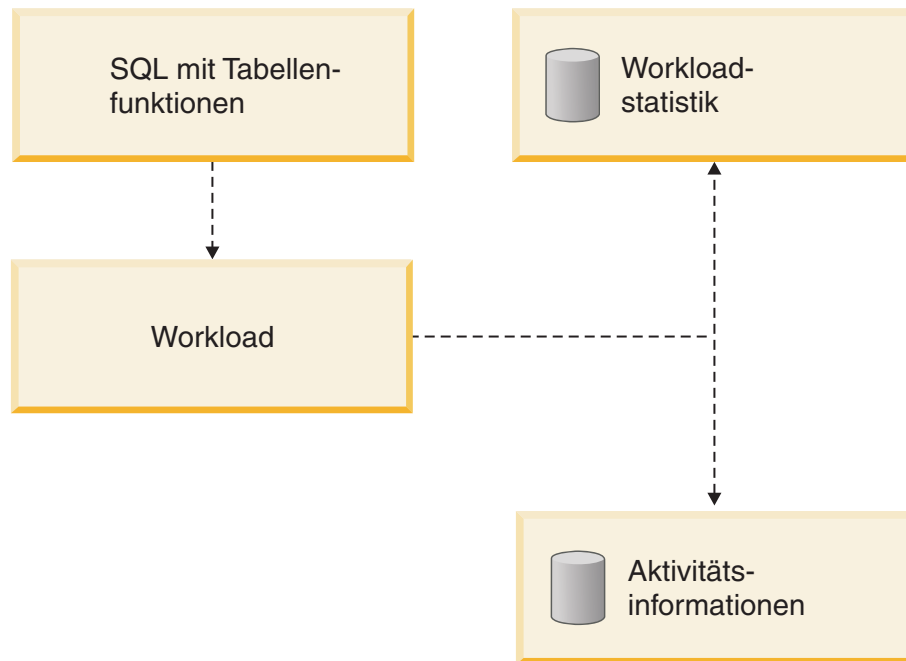 SQL mit Tabellen-
funktionen
Workload-
statistik
Workload
Aktivitäts-
informationen